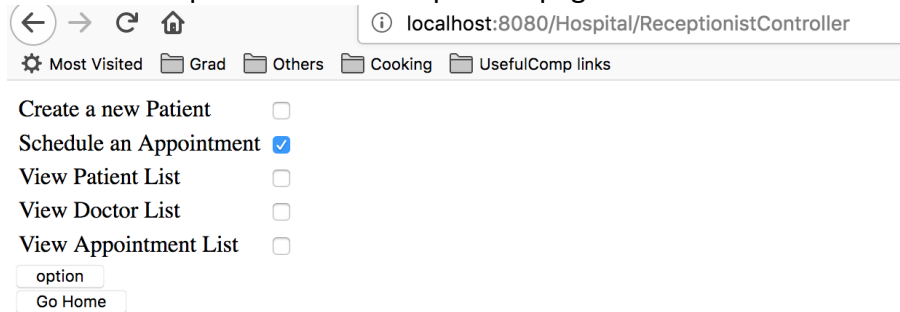 localhost:8080/Hospital/ReceptionistController
Most Visited Grad Others Cooking UsefulComp links
Create a new Patient
Schedule an Appointment
View Patient List
View Doctor List
View Appointment List
option
Go Home